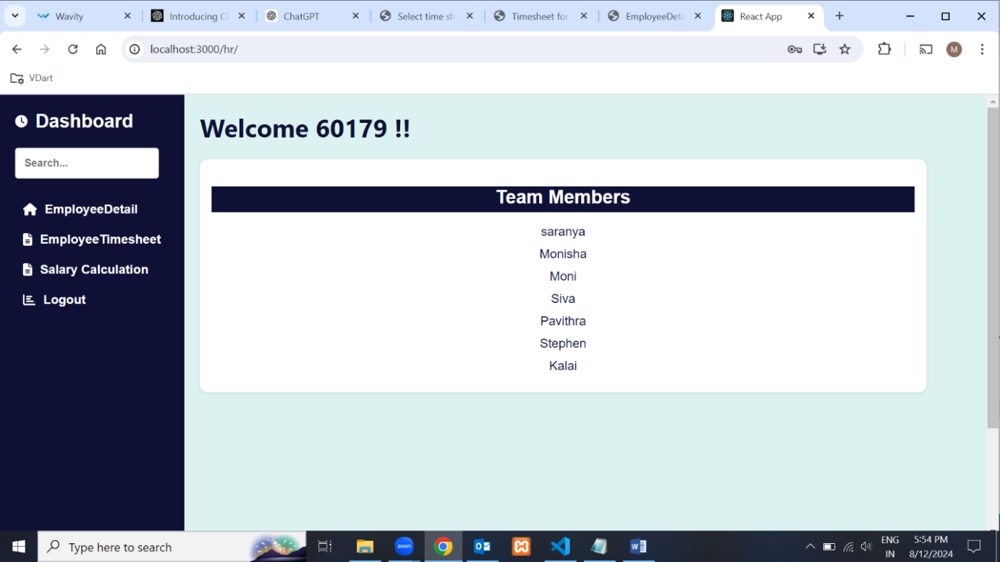 Wavity
Introducing C
ChatGPT
Select time sh
Timesheet for
EmployeeDeta
React App
localhost:3000/hr/
M
VDart
Dashboard
Search...
EmployeeDetail
EmployeeTimesheet
Salary Calculation
Logout
Welcome 60179 !!
Team Members
saranya
Monisha
Moni
Siva
Pavithra
Stephen
Kalai
Type here to search
zoom
ENG
IN
5:54 PM
8/12/2024